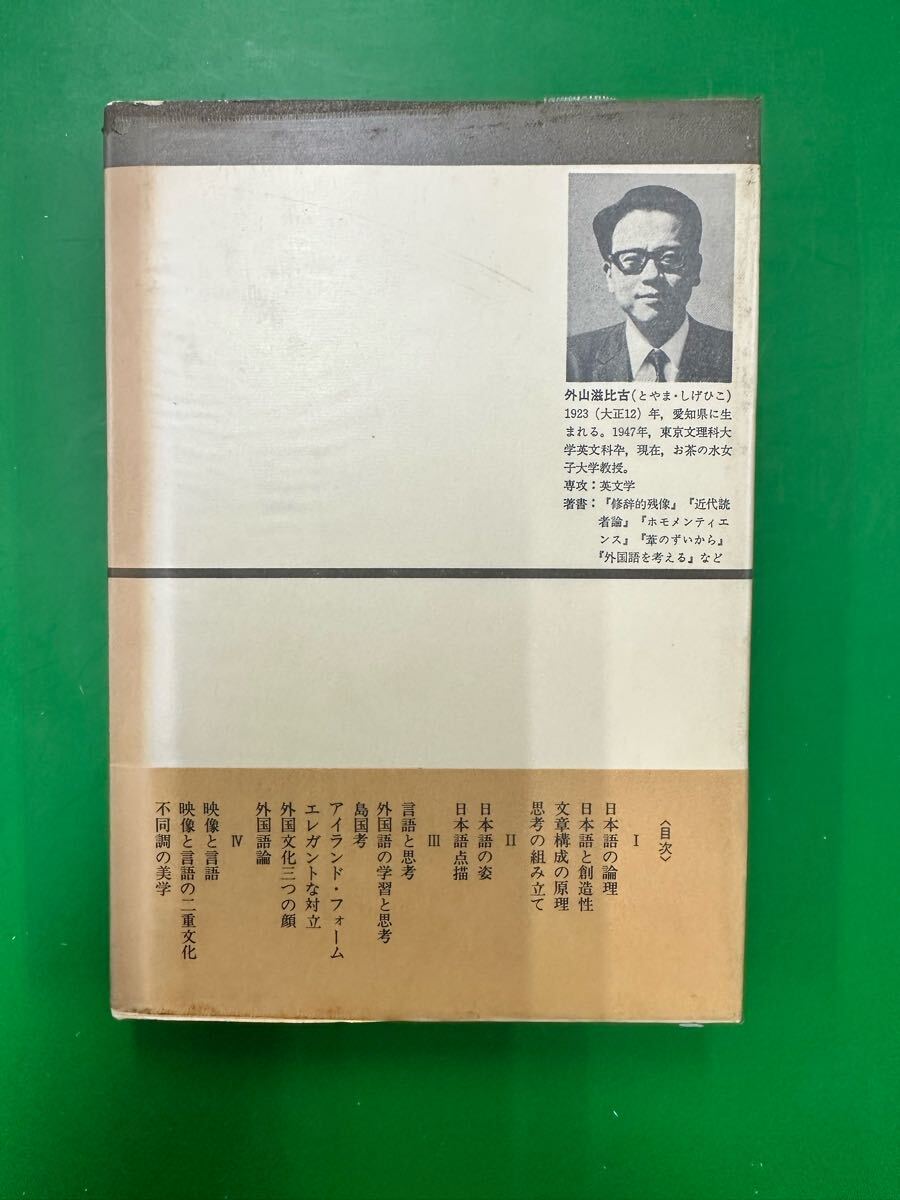 外山滋比古(とやま・しげひこ)
1923(大正12)年，愛知県に生
まれる。1947年，東京文理科大
学英文科卒，現在，お茶の水女
子大学教授。
専攻：英文学
著書：『修辞的残像』『近代読
者論』『ホモメンティエ
ンス』『葦のずいから』
『外国語を考える』など
〈目次〉
Ⅰ
日本語の論理
日本語と創造性
文章構成の原理
思考の組み立て
Ⅱ
日本語の姿
日本語点描
Ⅲ
言語と思考
外国語の学習と思考
島国考
アイランド・フォーム
エレガントな対立
外国文化三つの顔
外国語論
Ⅳ
映像と言語
映像と言語の二重文化
不同調の美学